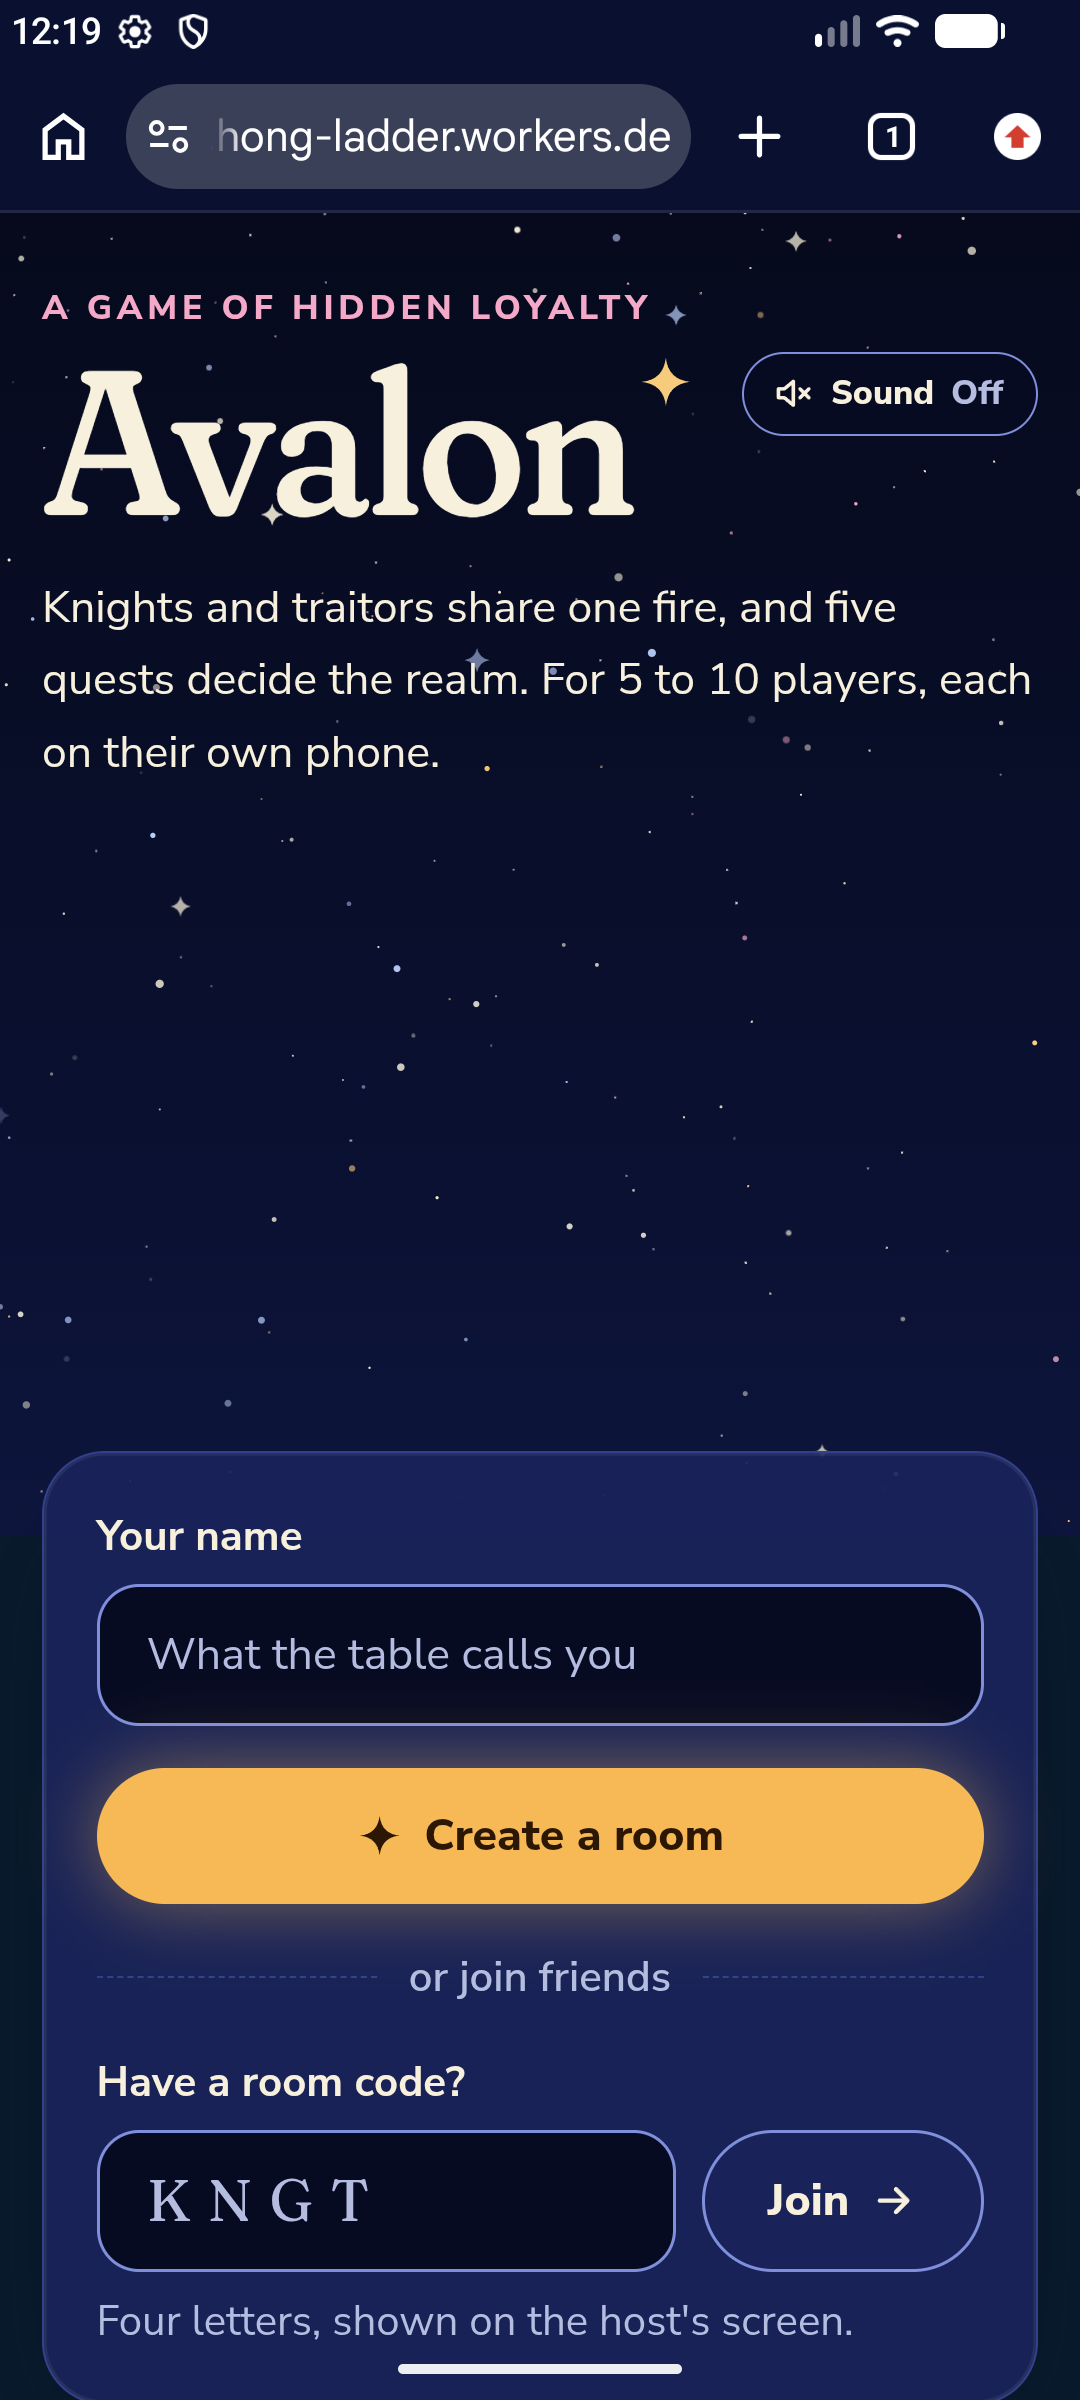 12:19
hong-ladder.workers.de
1
A GAME OF HIDDEN LOYALTY
Avalon
Sound Off
Knights and traitors share one fire, and five
quests decide the realm. For 5 to 10 players, each
on their own phone.
Your name
What the table calls you
Create a room
or join friends
Have a room code?
KNGT
Join
Four letters, shown on the host's screen.